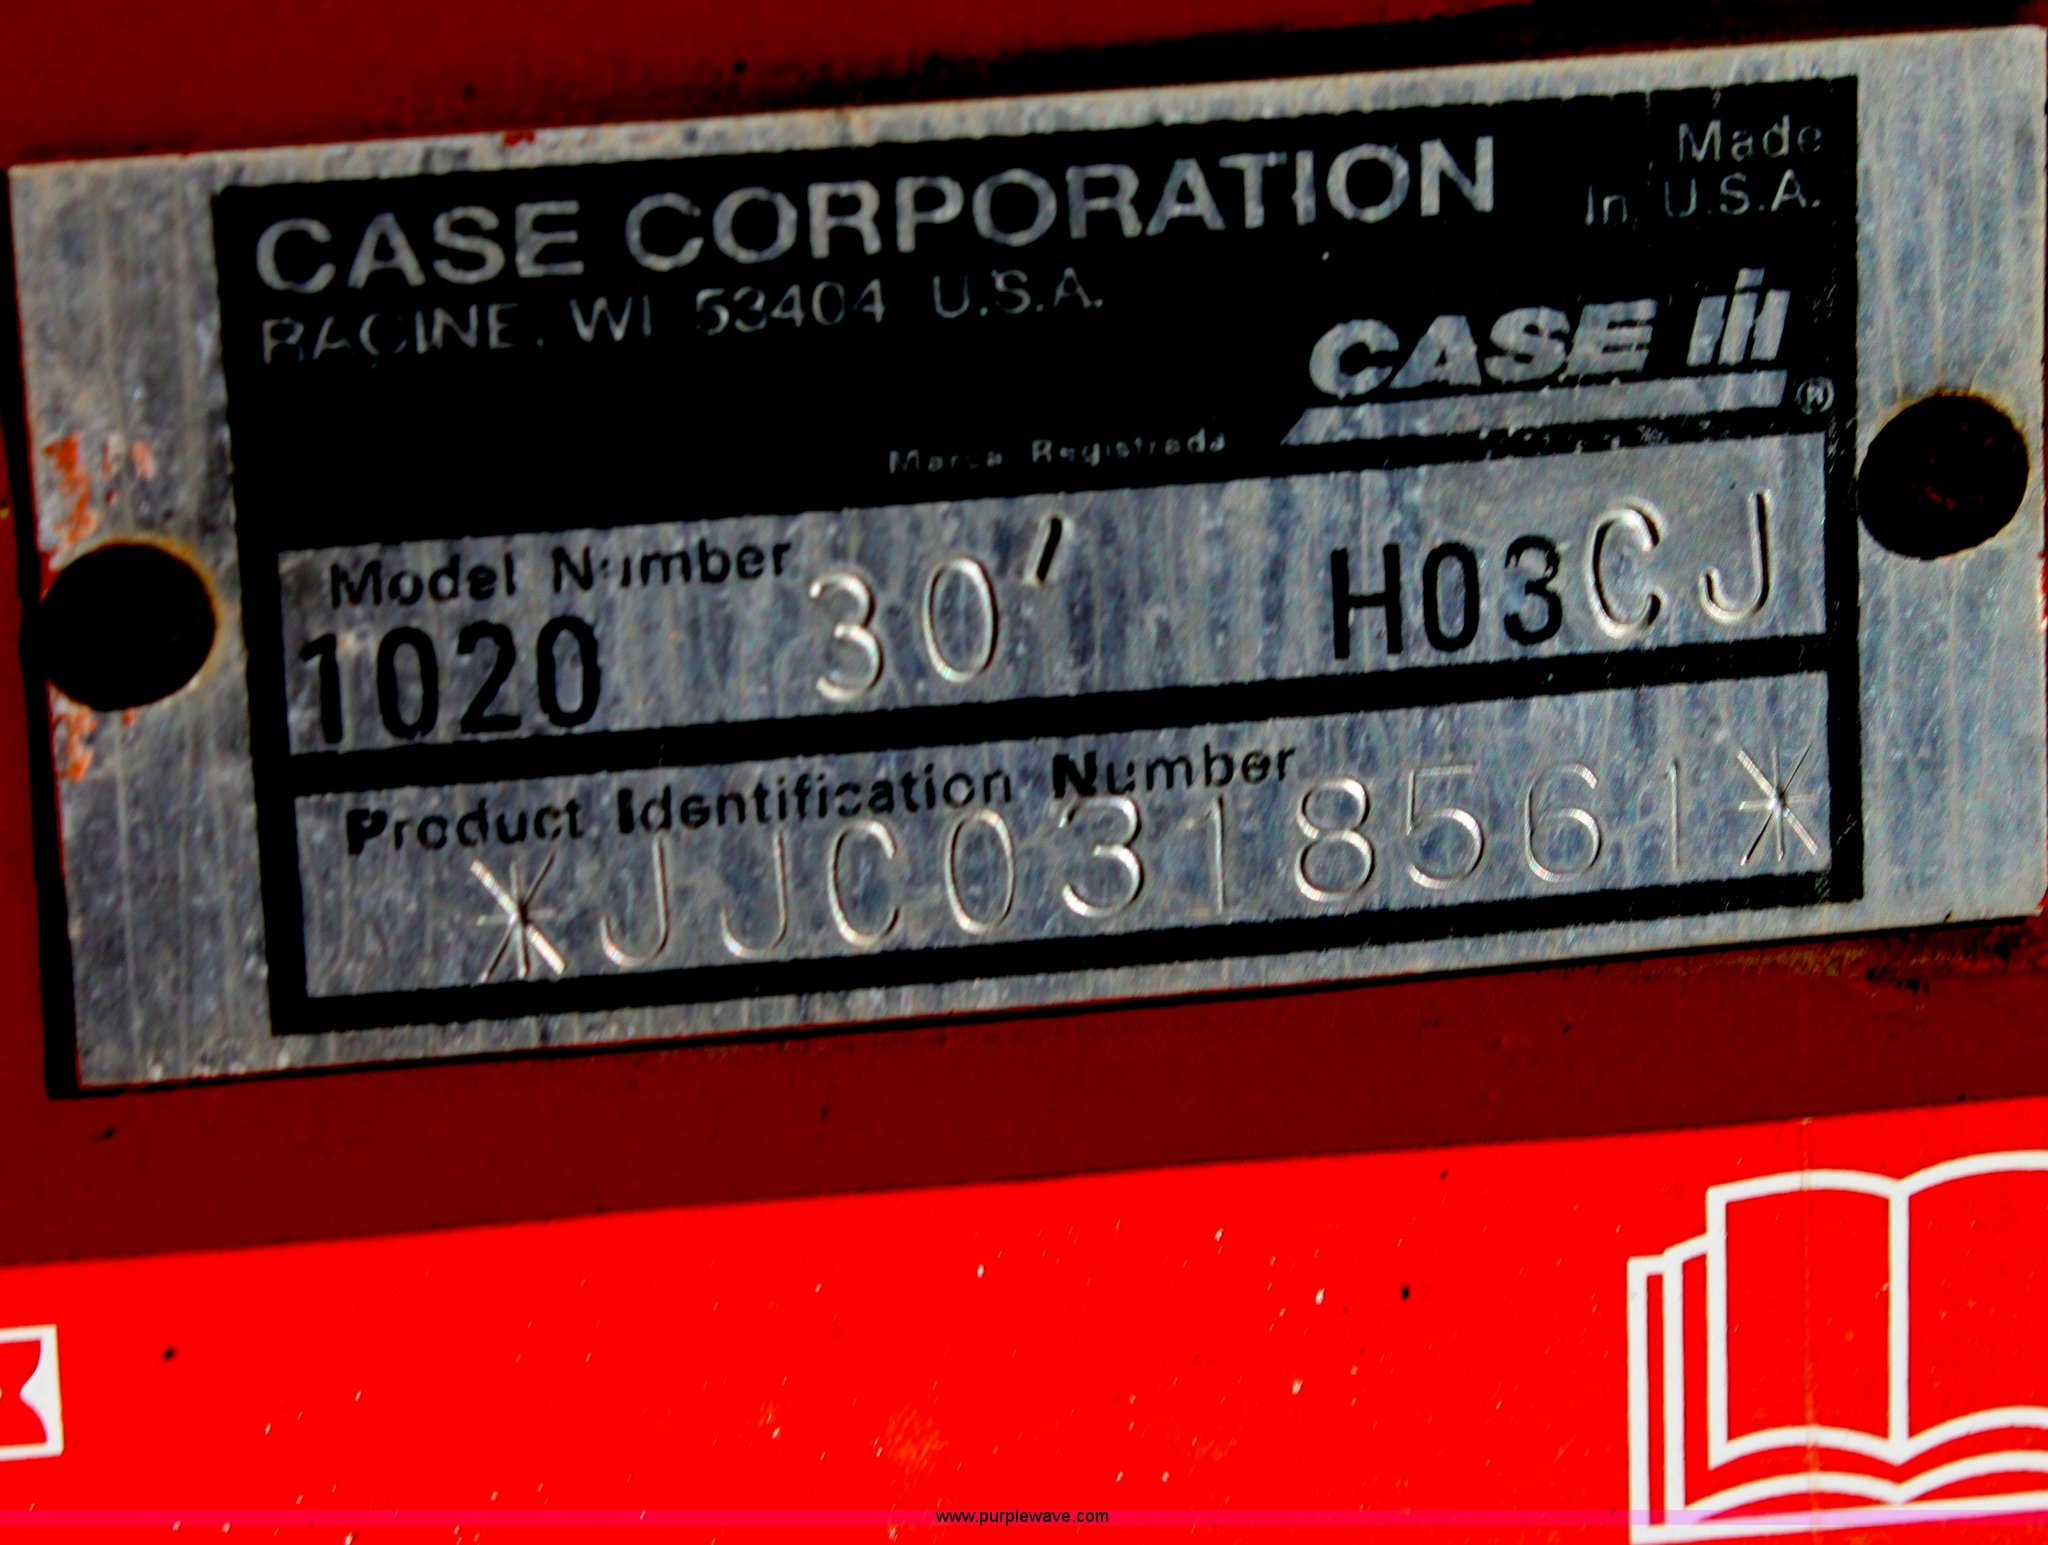 CASE CORPORATION
Made
In U.S.A.
RACINE, WI 53404 U.S.A.
CASE IH
®
Marca Registrada
Model Number
1020 30' H03CJ
Product Identification Number
*JJC0318561*
www.purplewave.com